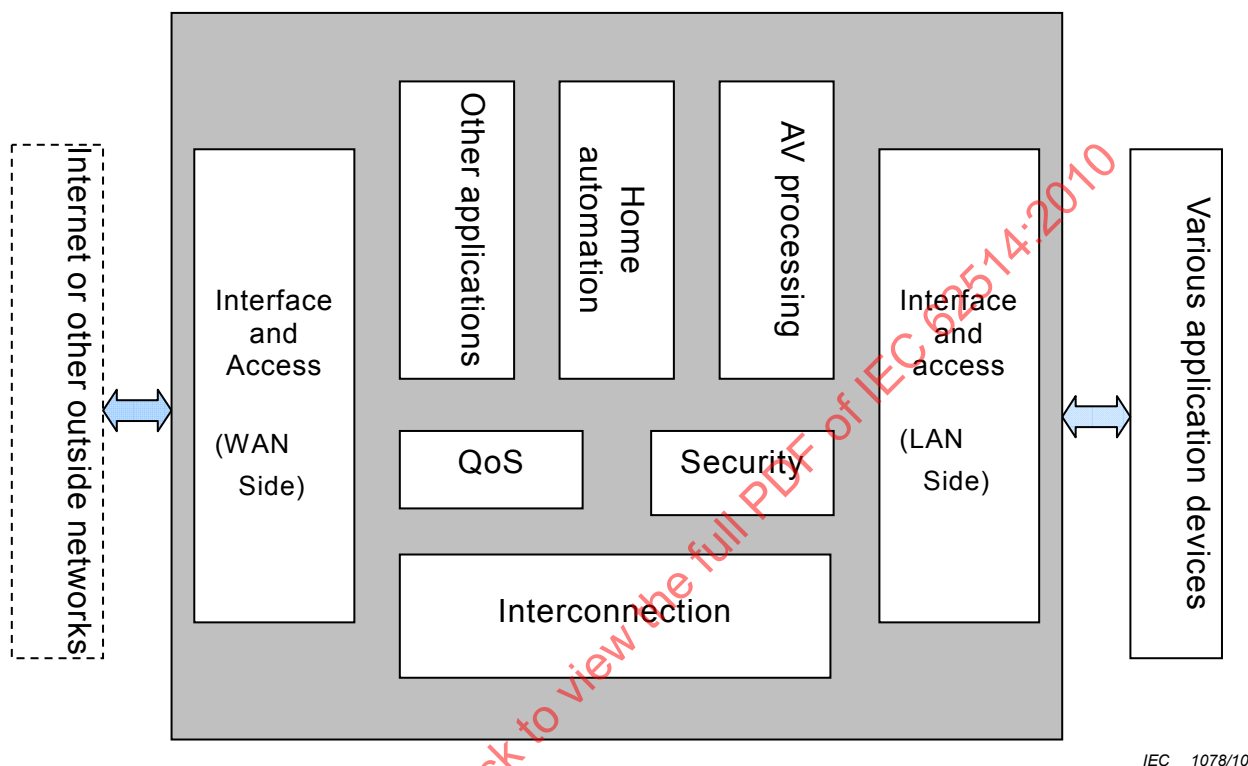 Internet or other outside networks
Interface
and
Access
(WAN
Side)
Other applications
Home
automation
AV processing
QoS
Security
Interconnection
Interface
and
access
(LAN
Side)
Various application devices
ck to view the full PDF of IEC 62514:2010
IEC 1078/10